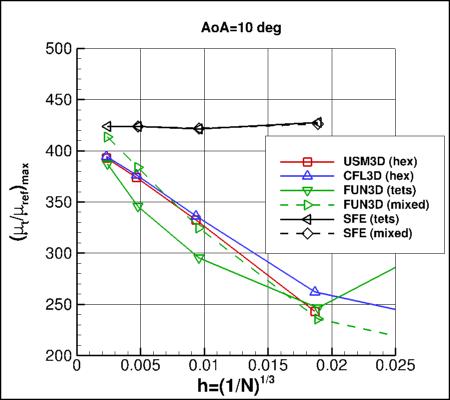 AoA=10 deg
500
450
400
350
300
250
200
(μt/μref)max
USM3D (hex)
CFL3D (hex)
FUN3D (tets)
FUN3D (mixed)
SFE (tets)
SFE (mixed)
0 0.005 0.01 0.015 0.02 0.025
h=(1/N)^1/3